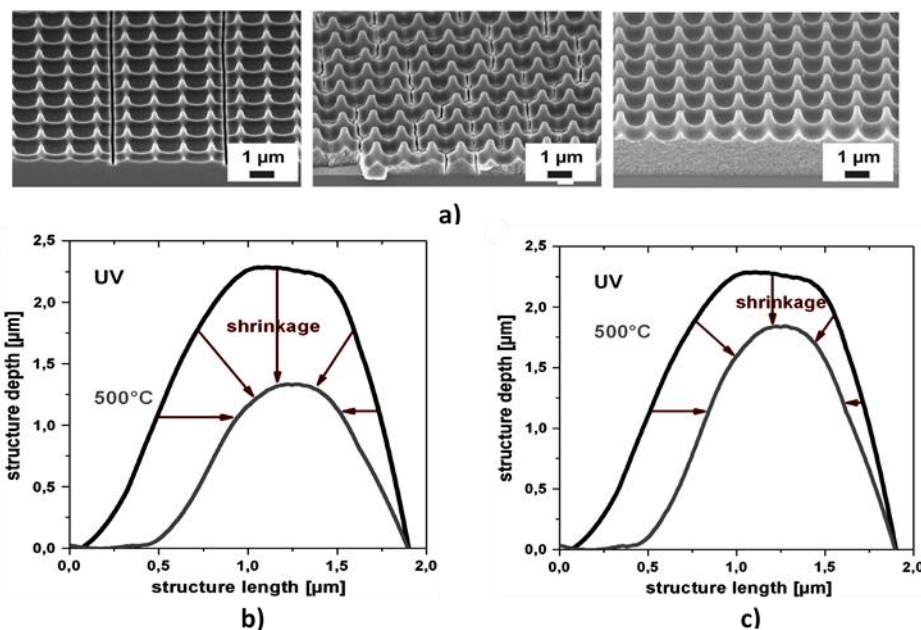 1 µm
1 µm
1 µm
a)
2,5
2,0
1,5
1,0
0,5
0,0
structure depth [µm]
UV
shrinkage
500°C
0,0
0,5
1,0
1,5
2,0
structure length [µm]
b)
2,5
2,0
1,5
1,0
0,5
0,0
structure depth [µm]
UV
shrinkage
500°C
0,0
0,5
1,0
1,5
2,0
structure length [µm]
c)